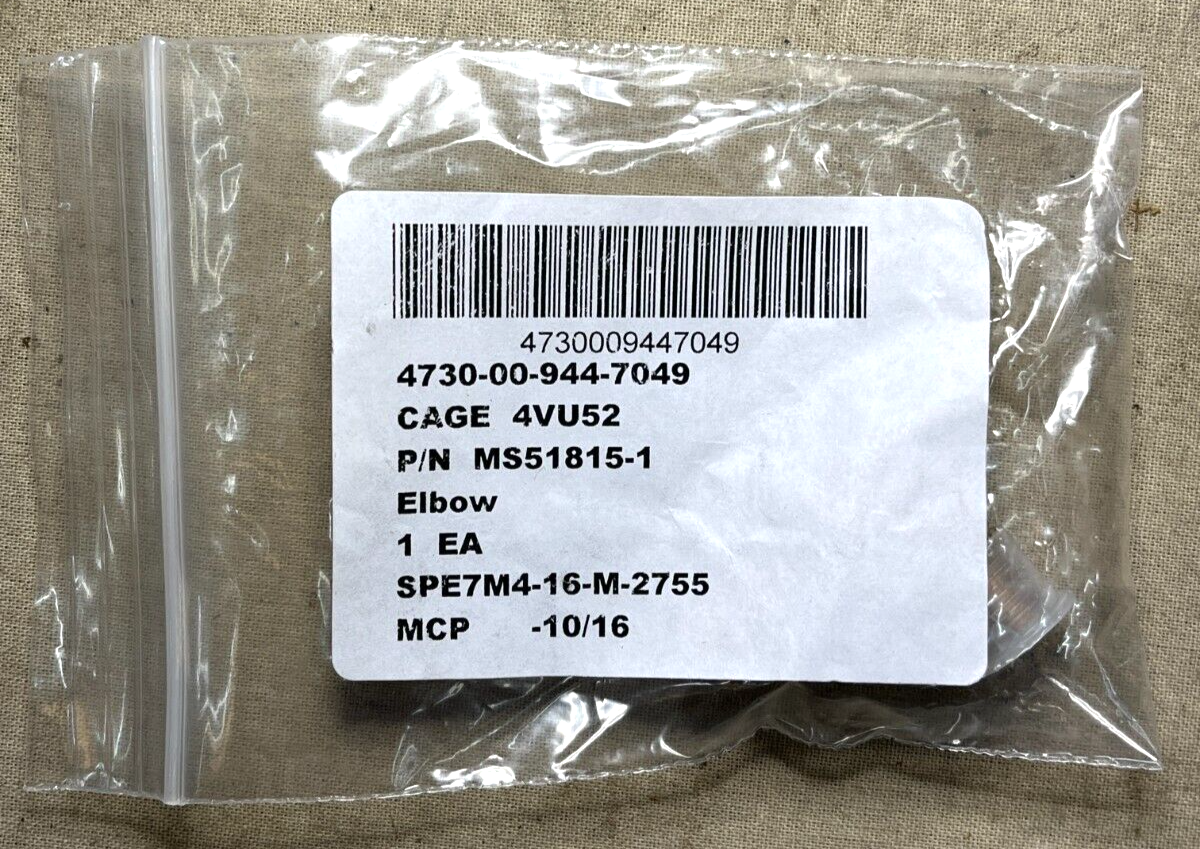 4730009447049
4730-00-944-7049
CAGE 4VU52
P/N MS51815-1
Elbow
1 EA
SPE7M4-16-M-2755
MCP -10/16